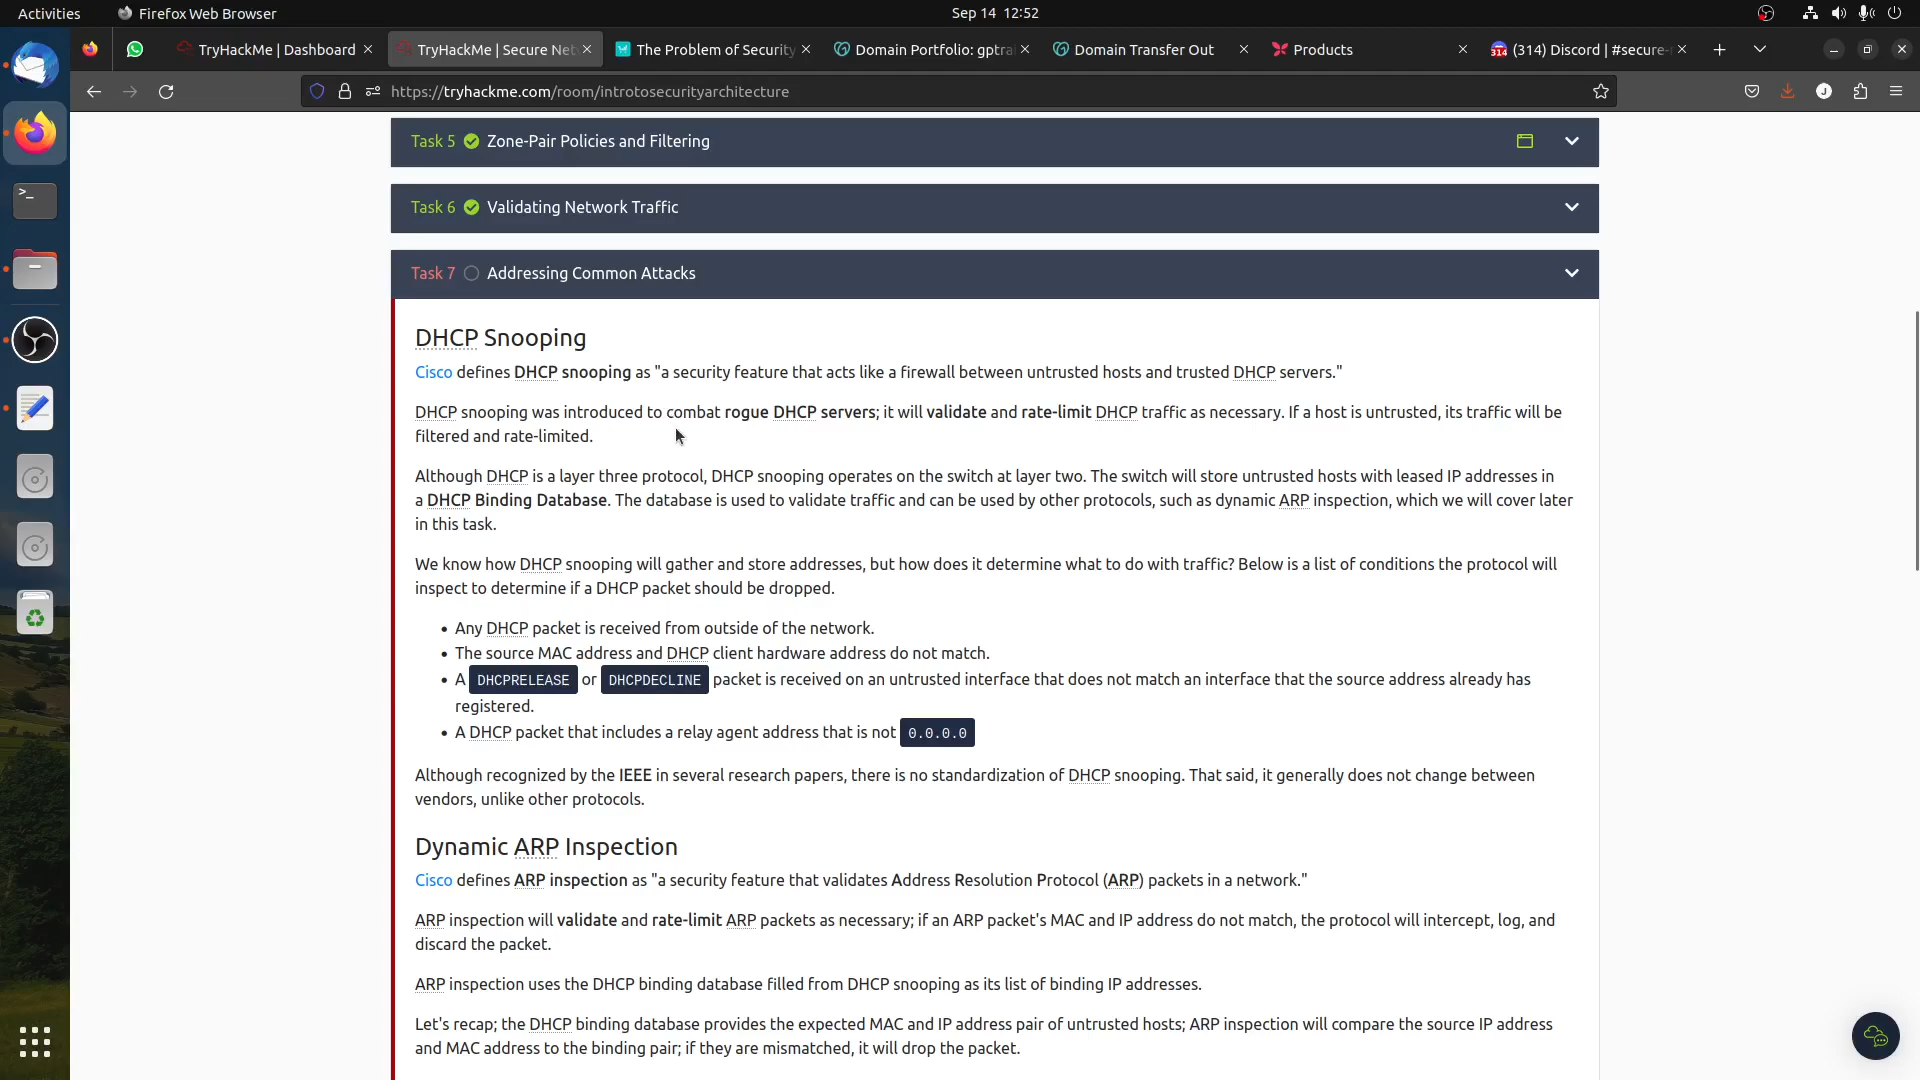 Activities
Firefox Web Browser
Sep 14 12:52
TryHackMe | Dashboard
TryHackMe | Secure Net
The Problem of Security
Domain Portfolio: gptra
Domain Transfer Out
Products
314
(314) Discord | #secure-
https://tryhackme.com/room/introtosecurityarchitecture
J
Task 5 Zone-Pair Policies and Filtering
Task 6 Validating Network Traffic
Task 7 Addressing Common Attacks
DHCP Snooping
Cisco defines DHCP snooping as "a security feature that acts like a firewall between untrusted hosts and trusted DHCP servers."
DHCP snooping was introduced to combat rogue DHCP servers; it will validate and rate-limit DHCP traffic as necessary. If a host is untrusted, its traffic will be
filtered and rate-limited.
Although DHCP is a layer three protocol, DHCP snooping operates on the switch at layer two. The switch will store untrusted hosts with leased IP addresses in
a DHCP Binding Database. The database is used to validate traffic and can be used by other protocols, such as dynamic ARP inspection, which we will cover later
in this task.
We know how DHCP snooping will gather and store addresses, but how does it determine what to do with traffic? Below is a list of conditions the protocol will
inspect to determine if a DHCP packet should be dropped.
• Any DHCP packet is received from outside of the network.
• The source MAC address and DHCP client hardware address do not match.
• A DHCPRELEASE or DHCPDECLINE packet is received on an untrusted interface that does not match an interface that the source address already has
registered.
• A DHCP packet that includes a relay agent address that is not 0.0.0.0
Although recognized by the IEEE in several research papers, there is no standardization of DHCP snooping. That said, it generally does not change between
vendors, unlike other protocols.
Dynamic ARP Inspection
Cisco defines ARP inspection as "a security feature that validates Address Resolution Protocol (ARP) packets in a network."
ARP inspection will validate and rate-limit ARP packets as necessary; if an ARP packet's MAC and IP address do not match, the protocol will intercept, log, and
discard the packet.
ARP inspection uses the DHCP binding database filled from DHCP snooping as its list of binding IP addresses.
Let's recap; the DHCP binding database provides the expected MAC and IP address pair of untrusted hosts; ARP inspection will compare the source IP address
and MAC address to the binding pair; if they are mismatched, it will drop the packet.